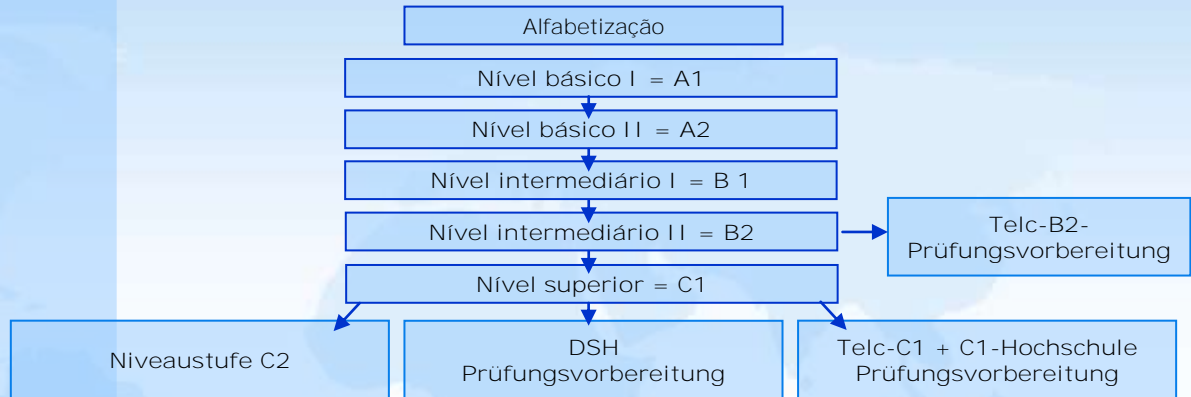 Alfabetização
Nível básico I = A1
Nível básico II = A2
Nível intermediário I = B 1
Nível intermediário II = B2
Telc-B2-
Prüfungsvorbereitung
Nível superior = C1
Niveaustufe C2
DSH
Prüfungsvorbereitung
Telc-C1 + C1-Hochschule
Prüfungsvorbereitung